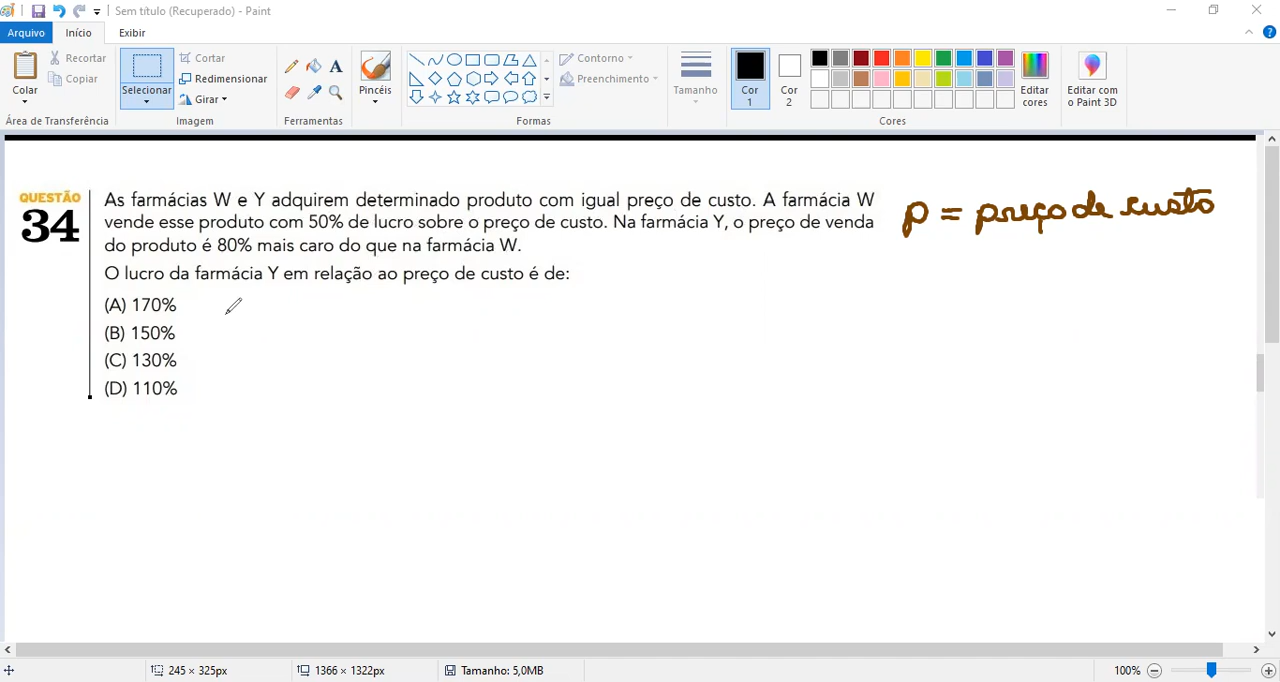 Sem título (Recuperado) - Paint
Arquivo Início Exibir
Colar
Recortar
Copiar
Área de Transferência
Selecionar
Cortar
Redimensionar
Girar
Imagem
A
Ferramentas
Pincéis
Contorno
Preenchimento
Formas
Tamanho
Cor 1
Cor 2
Cores
Editar cores
Editar com o Paint 3D
QUESTÃO
34
As farmácias W e Y adquirem determinado produto com igual preço de custo. A farmácia W
vende esse produto com 50% de lucro sobre o preço de custo. Na farmácia Y, o preço de venda
do produto é 80% mais caro do que na farmácia W.
O lucro da farmácia Y em relação ao preço de custo é de:
(A) 170%
(B) 150%
(C) 130%
(D) 110%
p = preço de custo
245 × 325px 1366 × 1322px Tamanho: 5,0MB 100%